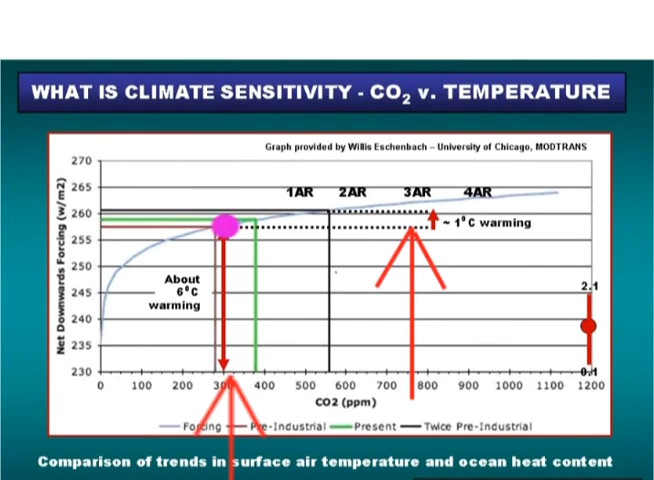 WHAT IS CLIMATE SENSITIVITY - CO2 v. TEMPERATURE
Graph provided by Willis Eschenbach – University of Chicago, MODTRANS
Net Downwards Forcing (w/m2)
270
265
260
255
250
245
240
235
230
1AR 2AR 3AR 4AR
~ 1°C warming
About
6°C
warming
2.1
0.1
0 100 200 300 400 500 600 700 800 900 1000 1100 1200
CO2 (ppm)
Forcing Pre-Industrial Present Twice Pre-Industrial
Comparison of trends in surface air temperature and ocean heat content